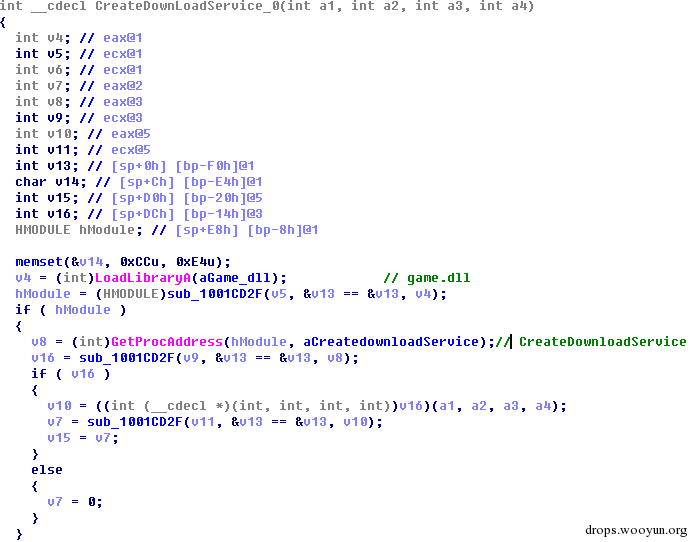 int __cdecl CreateDownLoadService_0(int a1, int a2, int a3, int a4)
{
  int v4; // eax@1
  int v5; // ecx@1
  int v6; // ecx@1
  int v7; // eax@2
  int v8; // eax@3
  int v9; // ecx@3
  int v10; // eax@5
  int v11; // ecx@5
  int v13; // [sp+0h] [bp-F0h]@1
  char v14; // [sp+Ch] [bp-E4h]@1
  int v15; // [sp+D0h] [bp-20h]@5
  int v16; // [sp+DCh] [bp-14h]@3
  HMODULE hModule; // [sp+E8h] [bp-8h]@1

  memset(&v14, 0xCCu, 0xE4u);
  v4 = (int)LoadLibraryA(aGame_dll);            // game.dll
  hModule = (HMODULE)sub_1001CD2F(v5, &v13 == &v13, v4);
  if ( hModule )
  {
    v8 = (int)GetProcAddress(hModule, aCreatedownloadService);// CreateDownloadService
    v16 = sub_1001CD2F(v9, &v13 == &v13, v8);
    if ( v16 )
    {
      v10 = ((int (__cdecl *)(int, int, int, int))v16)(a1, a2, a3, a4);
      v7 = sub_1001CD2F(v11, &v13 == &v13, v10);
      v15 = v7;
    }
    else
    {
      v7 = 0;
    }
  }
drops.wooyun.org